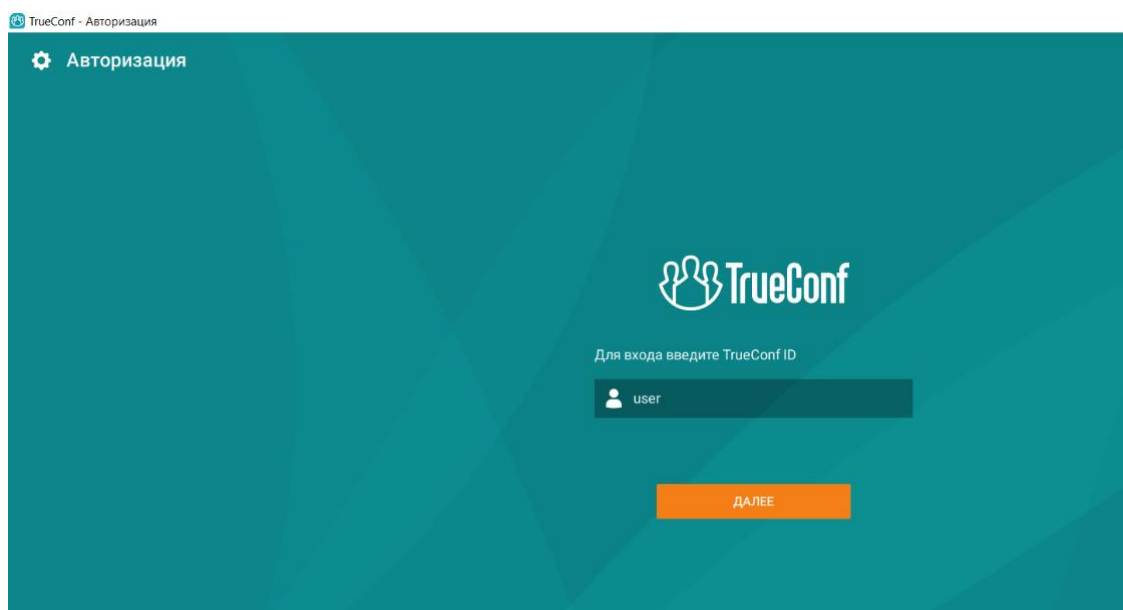 TrueConf - Авторизация
Авторизация
TrueConf
Для входа введите TrueConf ID
user
ДАЛЕЕ